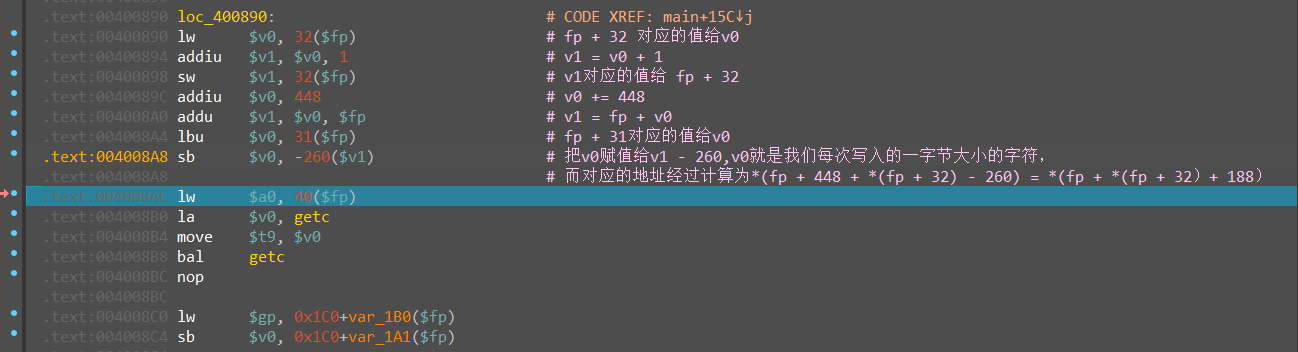 .text:00400890
.text:00400890 loc_400890: # CODE XREF: main+15C↓j
.text:00400890 lw $v0, 32($fp) # fp + 32 对应的值给v0
.text:00400894 addiu $v1, $v0, 1 # v1 = v0 + 1
.text:00400898 sw $v1, 32($fp) # v1对应的值给 fp + 32
.text:0040089C addiu $v0, 448 # v0 += 448
.text:004008A0 addu $v1, $v0, $fp # v1 = fp + v0
.text:004008A4 lbu $v0, 31($fp) # fp + 31对应的值给v0
.text:004008A8 sb $v0, -260($v1) # 把v0赋值给v1 - 260,v0就是我们每次写入的一字节大小的字符，
.text:004008A8 # 而对应的地址经过计算为*(fp + 448 + *(fp + 32) - 260) = *(fp + *(fp + 32）+ 188）
.text:004008AC lw $a0, 40($fp)
.text:004008B0 la $v0, getc
.text:004008B4 move $t9, $v0
.text:004008B8 bal getc
.text:004008BC nop
.text:004008BC
.text:004008C0 lw $gp, 0x1C0+var_1B0($fp)
.text:004008C4 sb $v0, 0x1C0+var_1A1($fp)